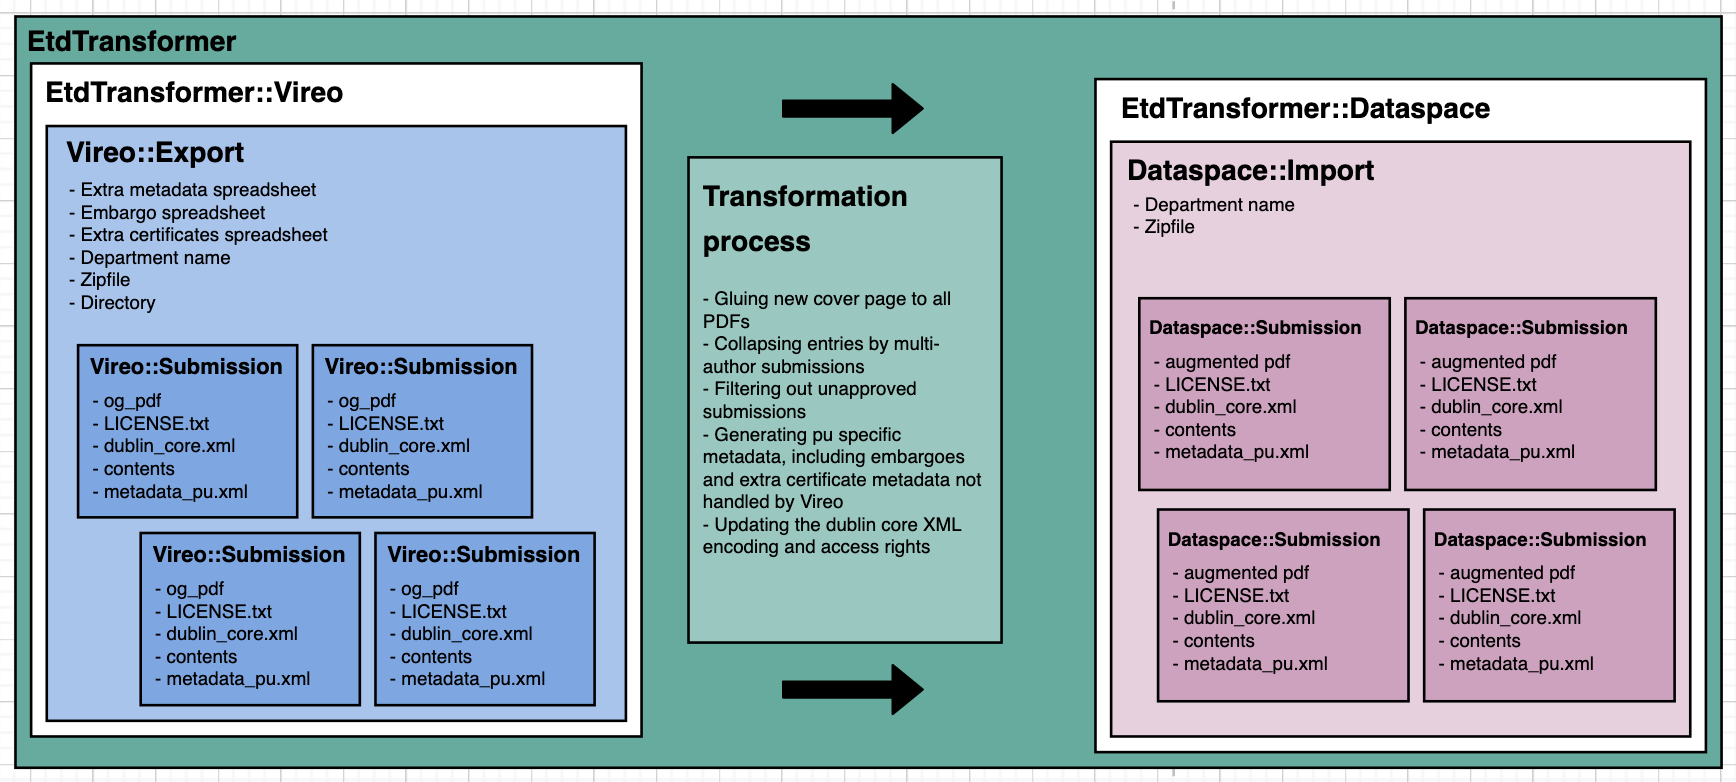 EtdTransformer
EtdTransformer::Vireo
Vireo::Export
- Extra metadata spreadsheet
- Embargo spreadsheet
- Extra certificates spreadsheet
- Department name
- Zipfile
- Directory
Vireo::Submission
- og_pdf
- LICENSE.txt
- dublin_core.xml
- contents
- metadata_pu.xml
Vireo::Submission
- og_pdf
- LICENSE.txt
- dublin_core.xml
- contents
- metadata_pu.xml
Vireo::Submission
- og_pdf
- LICENSE.txt
- dublin_core.xml
- contents
- metadata_pu.xml
Vireo::Submission
- og_pdf
- LICENSE.txt
- dublin_core.xml
- contents
- metadata_pu.xml
Transformation
process
- Gluing new cover page to all
PDFs
- Collapsing entries by multi-
author submissions
- Filtering out unapproved
submissions
- Generating pu specific
metadata, including embargoes
and extra certificate metadata not
handled by Vireo
- Updating the dublin core XML
encoding and access rights
EtdTransformer::Dataspace
Dataspace::Import
- Department name
- Zipfile
Dataspace::Submission
- augmented pdf
- LICENSE.txt
- dublin_core.xml
- contents
- metadata_pu.xml
Dataspace::Submission
- augmented pdf
- LICENSE.txt
- dublin_core.xml
- contents
- metadata_pu.xml
Dataspace::Submission
- augmented pdf
- LICENSE.txt
- dublin_core.xml
- contents
- metadata_pu.xml
Dataspace::Submission
- augmented pdf
- LICENSE.txt
- dublin_core.xml
- contents
- metadata_pu.xml